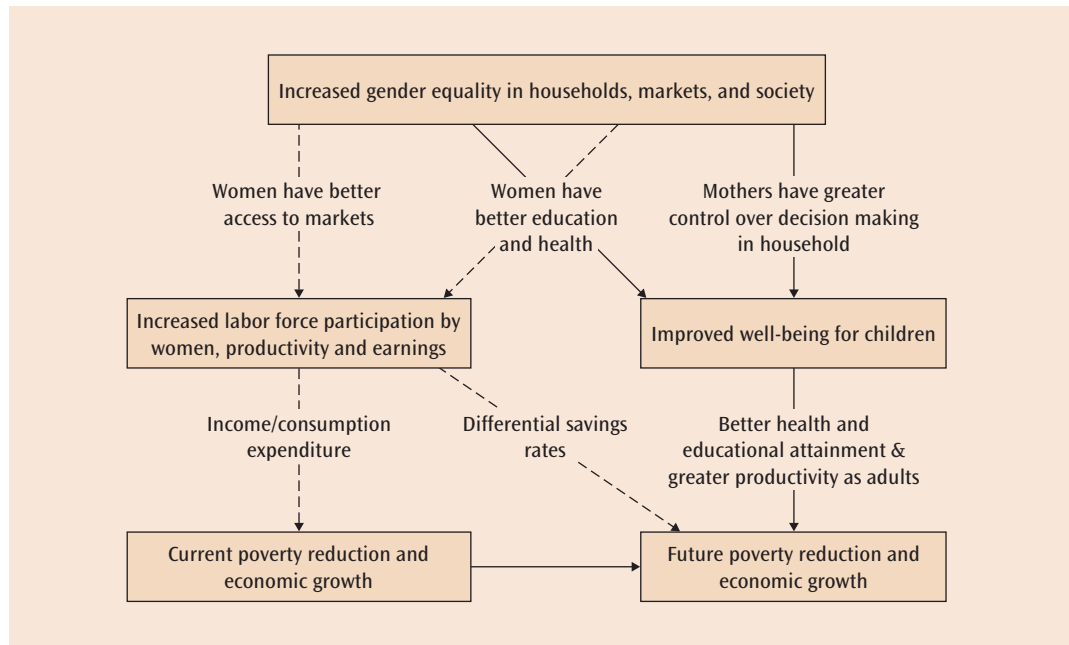 Increased gender equality in households, markets, and society
Women have better
access to markets
Women have
better education
and health
Mothers have greater
control over decision making
in household
Increased labor force participation by
women, productivity and earnings
Improved well-being for children
Income/consumption
expenditure
Differential savings
rates
Better health and
educational attainment &
greater productivity as adults
Current poverty reduction and
economic growth
Future poverty reduction and
economic growth